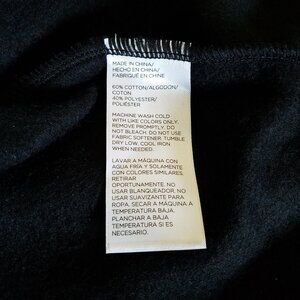 MADE IN CHINA/
HECHO EN CHINA/
FABRIQUÉ EN CHINE
60% COTTON/ALGODON/
COTON
40% POLYESTER/
POLIÉSTER
MACHINE WASH COLD
WITH LIKE COLORS ONLY.
REMOVE PROMPTLY. DO
NOT BLEACH. DO NOT USE
FABRIC SOFTENER. TUMBLE
DRY LOW. COOL IRON
WHEN NEEDED.
LAVAR A MÁQUINA CON
AGUA FRÍA Y SOLAMENTE
CON COLORES SIMILARES.
RETIRAR
OPORTUNAMENTE. NO
USAR BLANQUEADOR. NO
USAR SUAVIZANTE PARA
ROPA. SECAR A MÁQUINA A
TEMPERATURA BAJA.
PLANCHAR A BAJA
TEMPERATURA SI ES
NECESARIO.